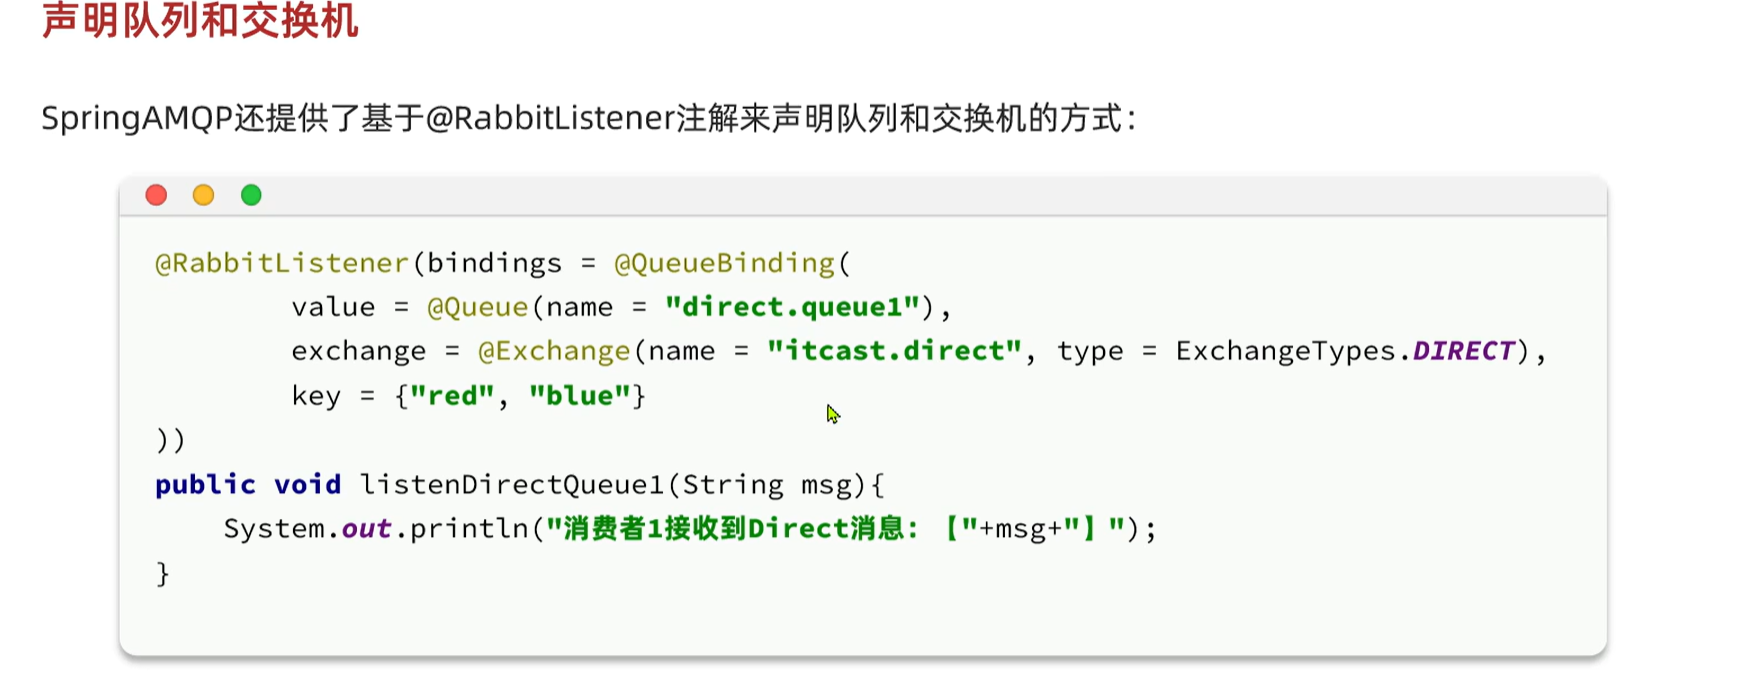 声明队列和交换机
SpringAMQP还提供了基于@RabbitListener注解来声明队列和交换机的方式：
@RabbitListener(bindings = @QueueBinding(
        value = @Queue(name = "direct.queue1"),
        exchange = @Exchange(name = "itcast.direct", type = ExchangeTypes.DIRECT),
        key = {"red", "blue"}
))
public void listenDirectQueue1(String msg){
    System.out.println("消费者1接收到Direct消息：【"+msg+"】");
}